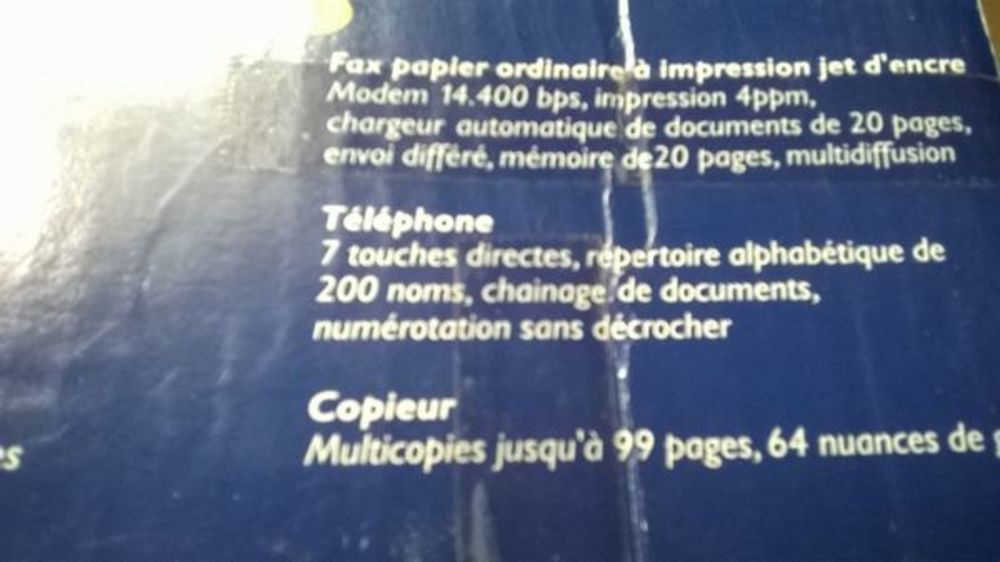 Fax papier ordinaire à impression jet d'encre
Modem 14.400 bps, impression 4ppm,
chargeur automatique de documents de 20 pages,
envoi différé, mémoire de 20 pages, multidiffusion
Téléphone
7 touches directes, répertoire alphabétique de
200 noms, chainage de documents,
numérotation sans décrocher
Copieur
Multicopies jusqu'à 99 pages, 64 nuances de